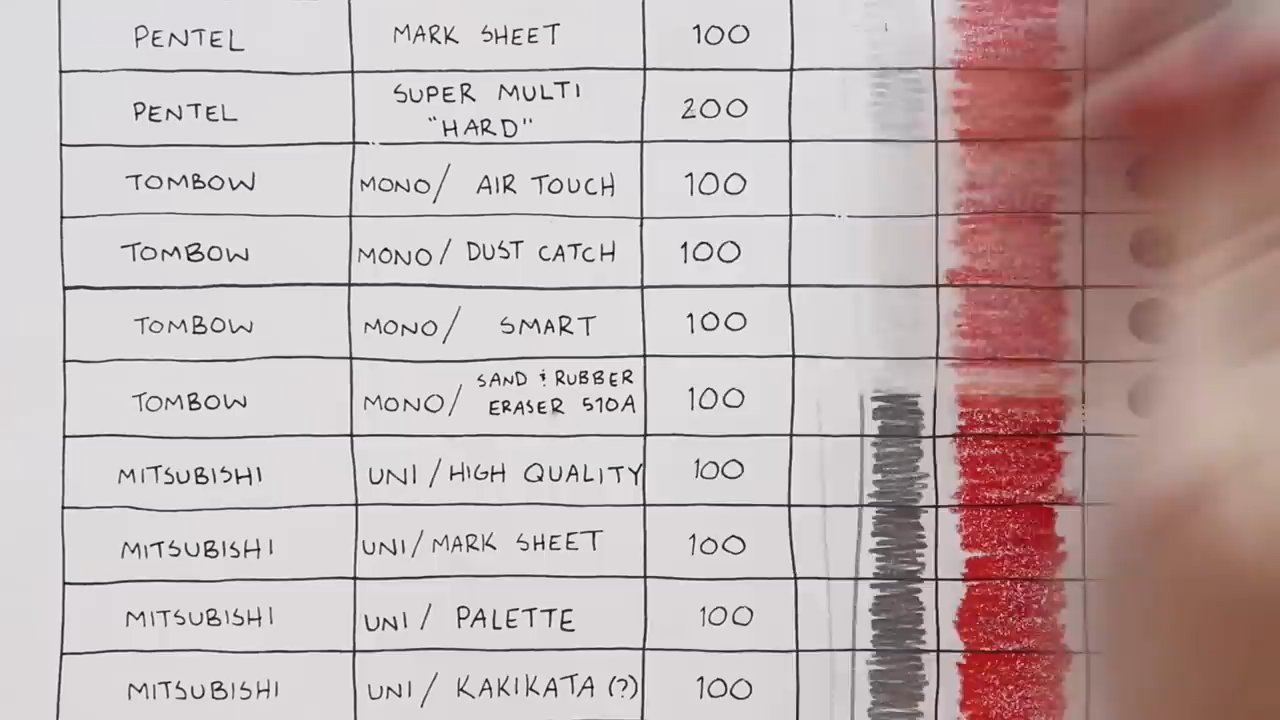 PENTEL MARK SHEET 100
PENTEL SUPER MULTI 200
"HARD"
TOMBOW MONO/ AIR TOUCH 100
TOMBOW MONO/ DUST CATCH 100
TOMBOW MONO/ SMART 100
TOMBOW MONO/ SAND & RUBBER 100
ERASER 510A
MITSUBISHI UNI/HIGH QUALITY 100
MITSUBISHI UNI/MARK SHEET 100
MITSUBISHI UNI/ PALETTE 100
MITSUBISHI UNI/ KAKIKATA (?) 100